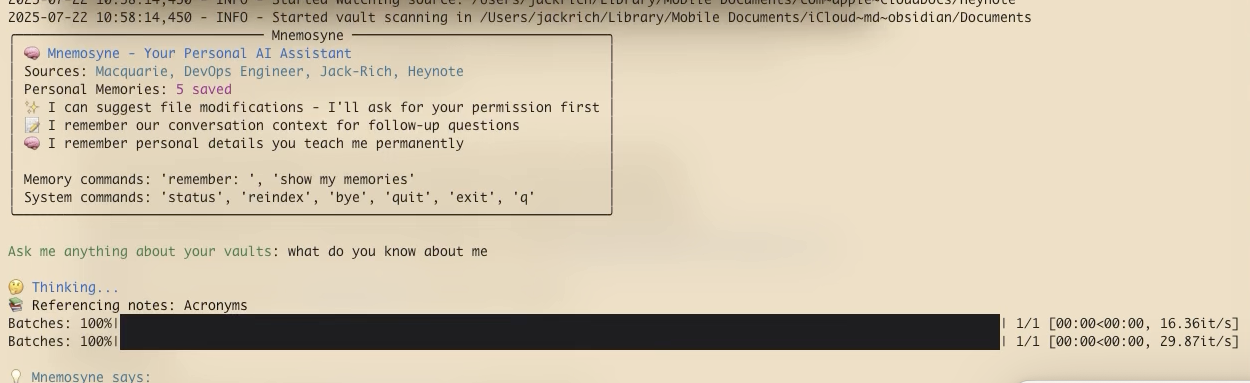 2025-07-22 10:58:14,450 - INFO - Started watching source: /Users/jackrich/Library/Mobile Documents/com~apple~CloudDocs/Heynote
2025-07-22 10:58:14,450 - INFO - Started vault scanning in /Users/jackrich/Library/Mobile Documents/iCloud~md~obsidian/Documents
Mnemosyne
🧠 Mnemosyne - Your Personal AI Assistant
Sources: Macquarie, DevOps Engineer, Jack-Rich, Heynote
Personal Memories: 5 saved
✨ I can suggest file modifications - I'll ask for your permission first
📝 I remember our conversation context for follow-up questions
🧠 I remember personal details you teach me permanently
Memory commands: 'remember: ', 'show my memories'
System commands: 'status', 'reindex', 'bye', 'quit', 'exit', 'q'
Ask me anything about your vaults: what do you know about me
🤔 Thinking...
📚 Referencing notes: Acronyms
Batches: 100%| | 1/1 [00:00<00:00, 16.36it/s]
Batches: 100%| | 1/1 [00:00<00:00, 29.87it/s]
💡 Mnemosyne says: